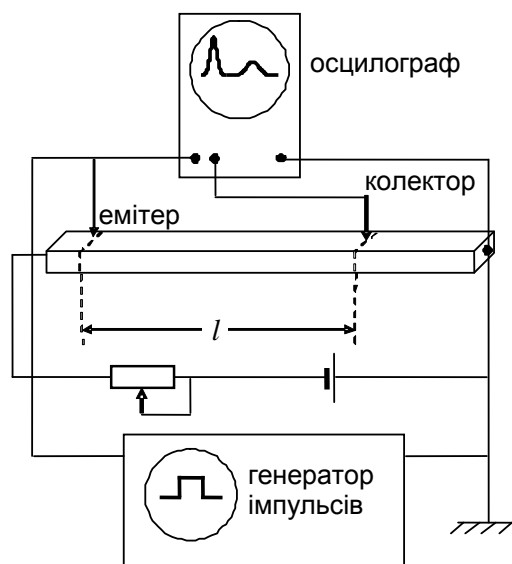 осцилограф
колектор
емітер
l
генератор
імпульсів